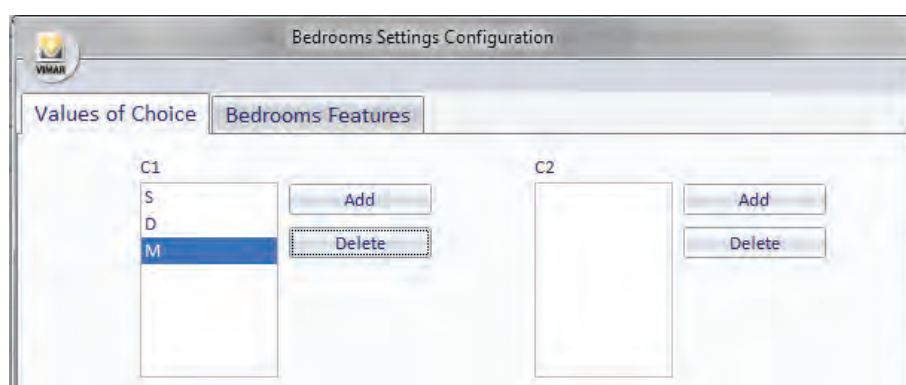 Bedrooms Settings Configuration
VIMAR
Values of Choice Bedrooms Features
C1 C2
S Add Add
D
M Delete Delete